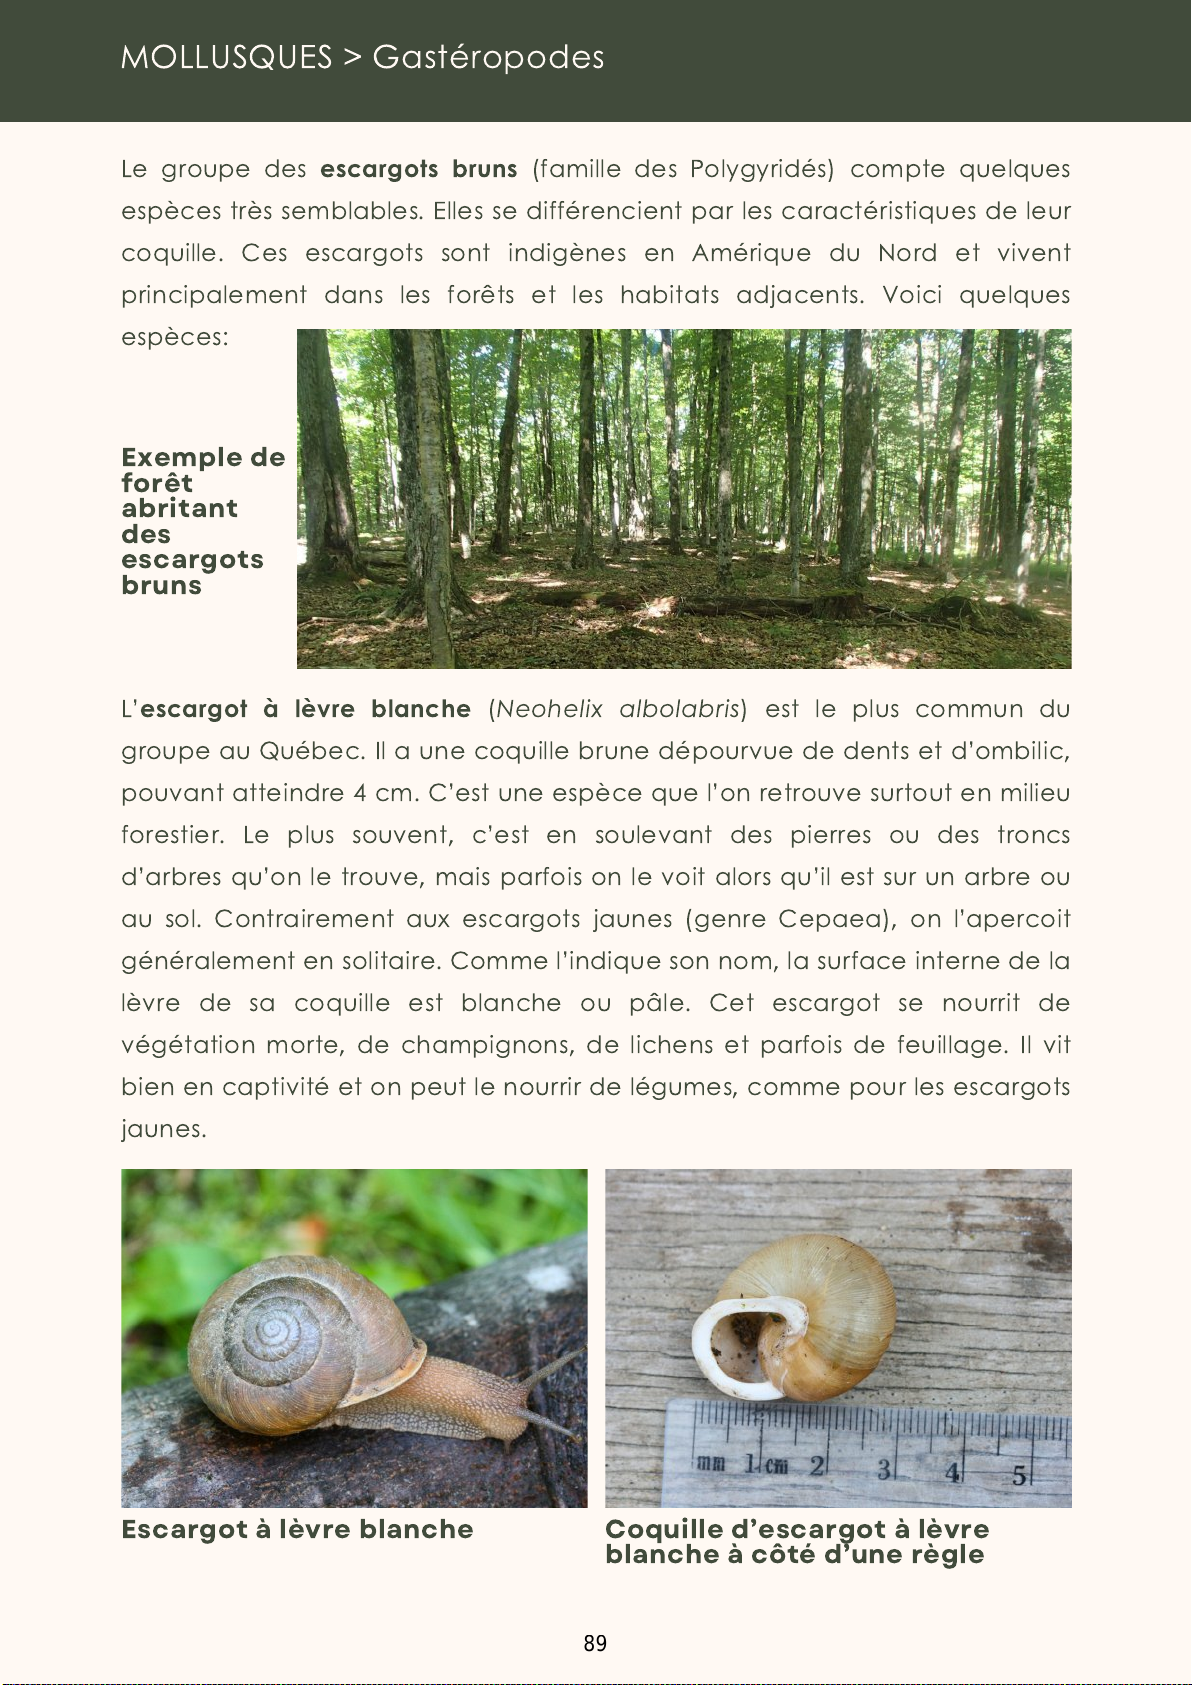 MOLLUSQUES > Gastéropodes
Le groupe des escargots bruns (famille des Polygyridés) compte quelques
espèces très semblables. Elles se différencient par les caractéristiques de leur
coquille. Ces escargots sont indigènes en Amérique du Nord et vivent
principalement dans les forêts et les habitats adjacents. Voici quelques
espèces:
Exemple de
forêt
abritant
des
escargots
bruns
L'escargot à lèvre blanche (Neohelix albolabris) est le plus commun du
groupe au Québec. Il a une coquille brune dépourvue de dents et d'ombilic,
pouvant atteindre 4 cm. C'est une espèce que l'on retrouve surtout en milieu
forestier. Le plus souvent, c'est en soulevant des pierres ou des troncs
d'arbres qu'on le trouve, mais parfois on le voit alors qu'il est sur un arbre ou
au sol. Contrairement aux escargots jaunes (genre Cepaea), on l'apercoit
généralement en solitaire. Comme l'indique son nom, la surface interne de la
lèvre de sa coquille est blanche ou pâle. Cet escargot se nourrit de
végétation morte, de champignons, de lichens et parfois de feuillage. Il vit
bien en captivité et on peut le nourrir de légumes, comme pour les escargots
jaunes.
mm 1 cm 2 3 4 5
Escargot à lèvre blanche
Coquille d'escargot à lèvre
blanche à côté d'une règle
89